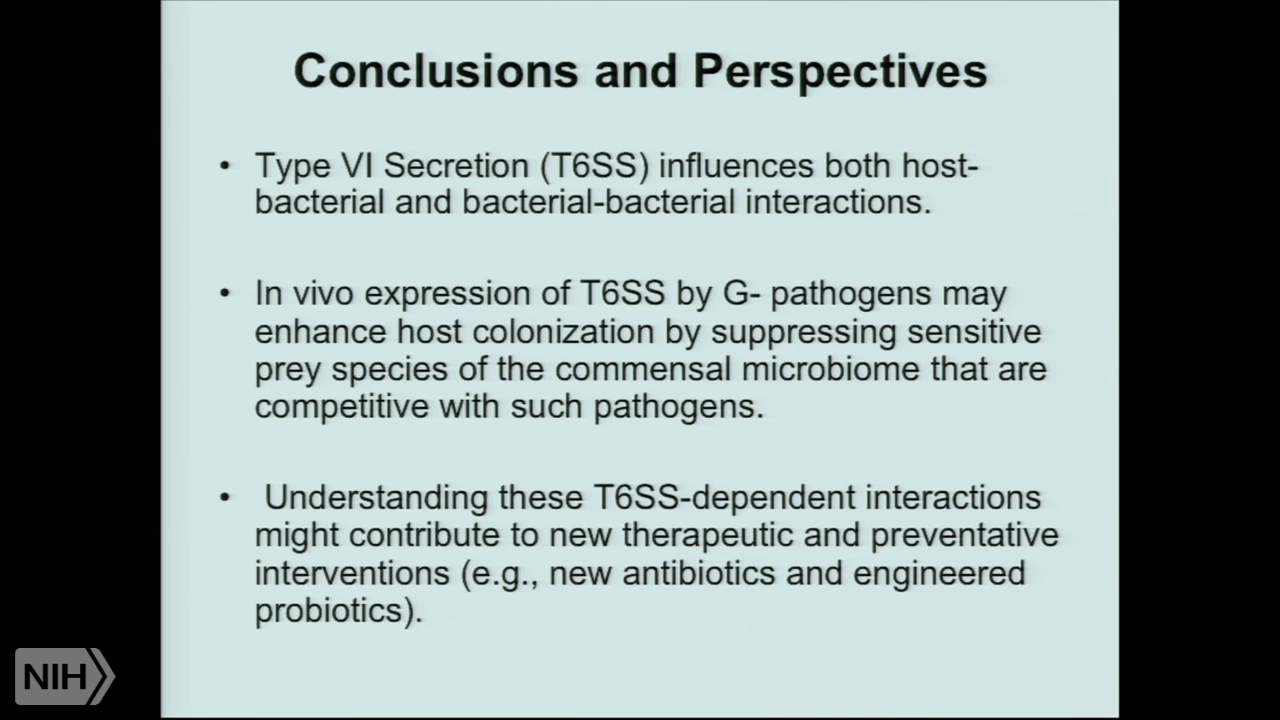 Conclusions and Perspectives
• Type VI Secretion (T6SS) influences both host-
bacterial and bacterial-bacterial interactions.
• In vivo expression of T6SS by G- pathogens may
enhance host colonization by suppressing sensitive
prey species of the commensal microbiome that are
competitive with such pathogens.
• Understanding these T6SS-dependent interactions
might contribute to new therapeutic and preventative
interventions (e.g., new antibiotics and engineered
probiotics).
NIH